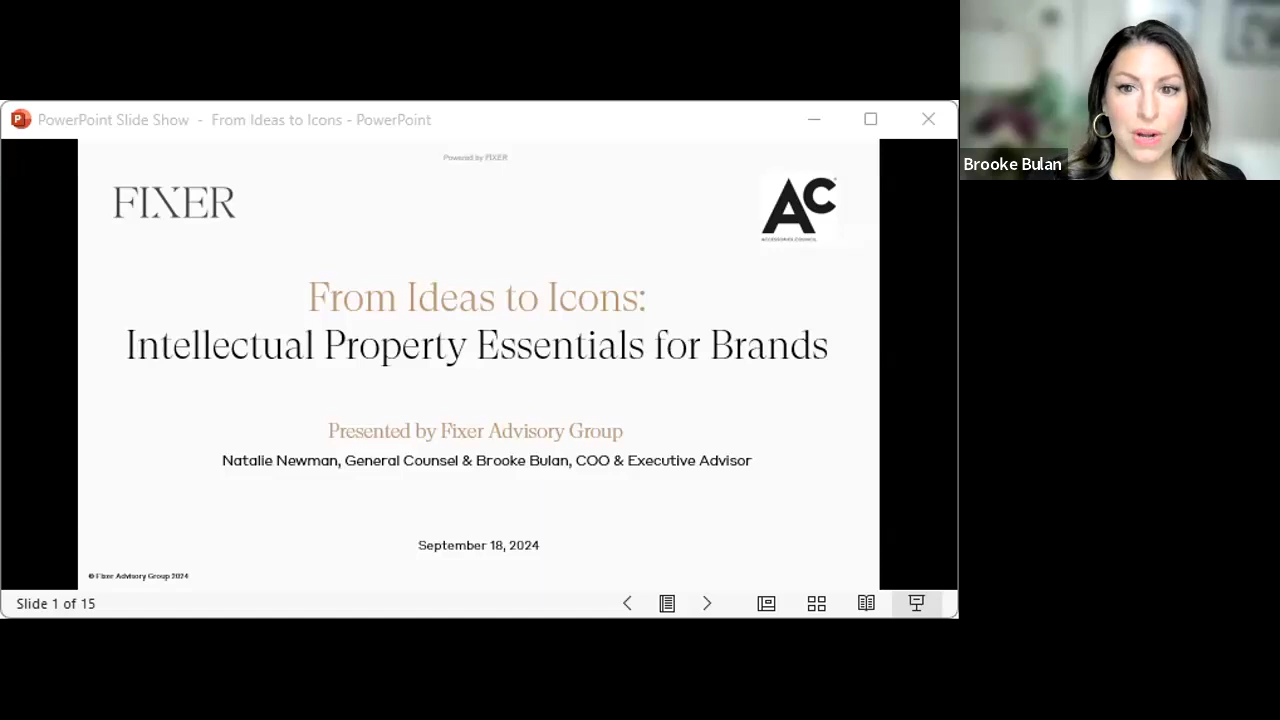 PowerPoint Slide Show - From Ideas to Icons - PowerPoint
Brooke Bulan
Powered by FIXER
FIXER
AC
ACCESSORIES COUNCIL
From Ideas to Icons:
Intellectual Property Essentials for Brands
Presented by Fixer Advisory Group
Natalie Newman, General Counsel & Brooke Bulan, COO & Executive Advisor
September 18, 2024
© Fixer Advisory Group 2024
Slide 1 of 15